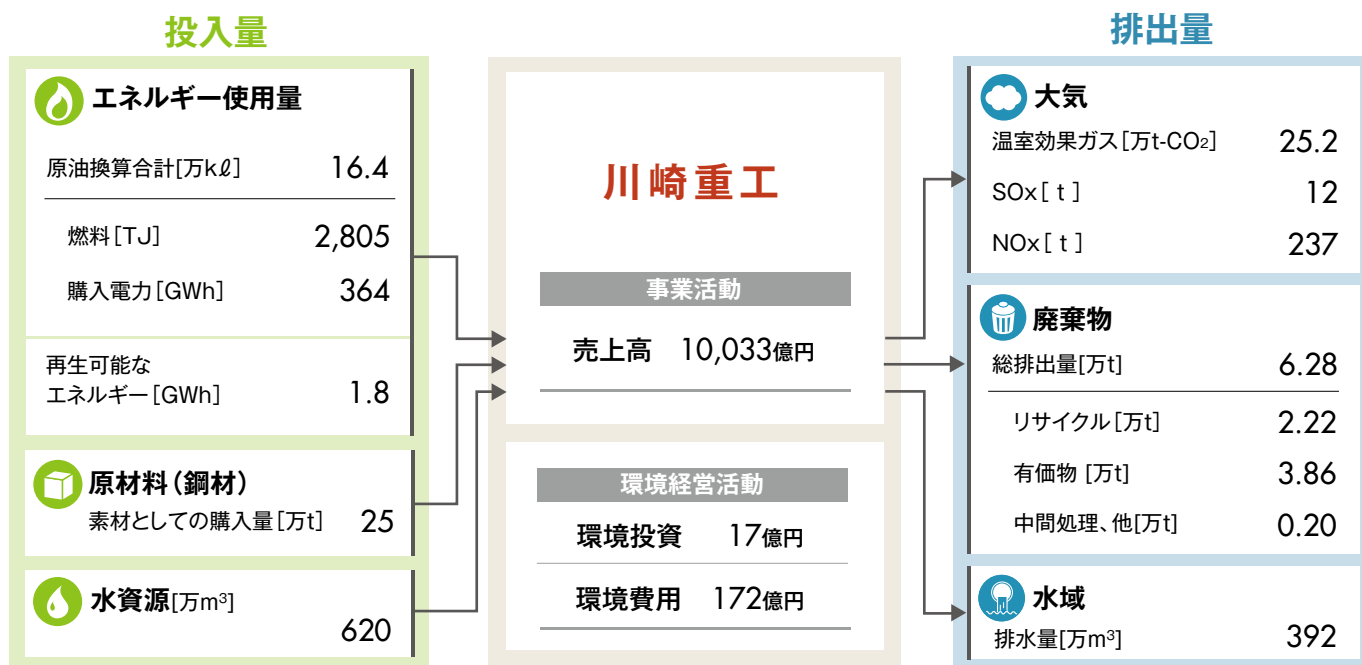 投入量
エネルギー使用量
原油換算合計[万kℓ] 16.4
燃料[TJ] 2,805
購入電力[GWh] 364
再生可能な
エネルギー[GWh] 1.8
原材料（鋼材）
素材としての購入量[万t] 25
水資源[万m³]
620
川崎重工
事業活動
売上高 10,033億円
環境経営活動
環境投資 17億円
環境費用 172億円
排出量
大気
温室効果ガス[万t-CO₂] 25.2
SOx[ t ] 12
NOx[ t ] 237
廃棄物
総排出量[万t] 6.28
リサイクル[万t] 2.22
有価物 [万t] 3.86
中間処理、他[万t] 0.20
水域
排水量[万m³] 392